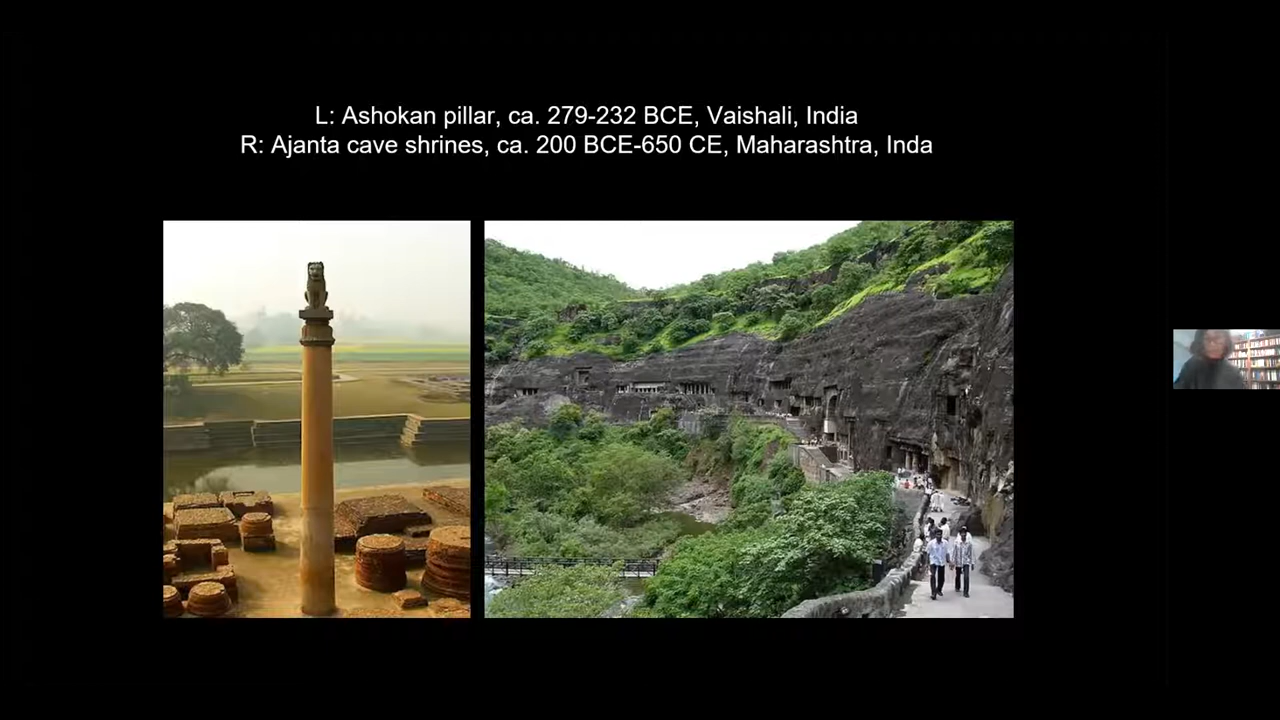 L: Ashokan pillar, ca. 279-232 BCE, Vaishali, India
R: Ajanta cave shrines, ca. 200 BCE-650 CE, Maharashtra, Inda